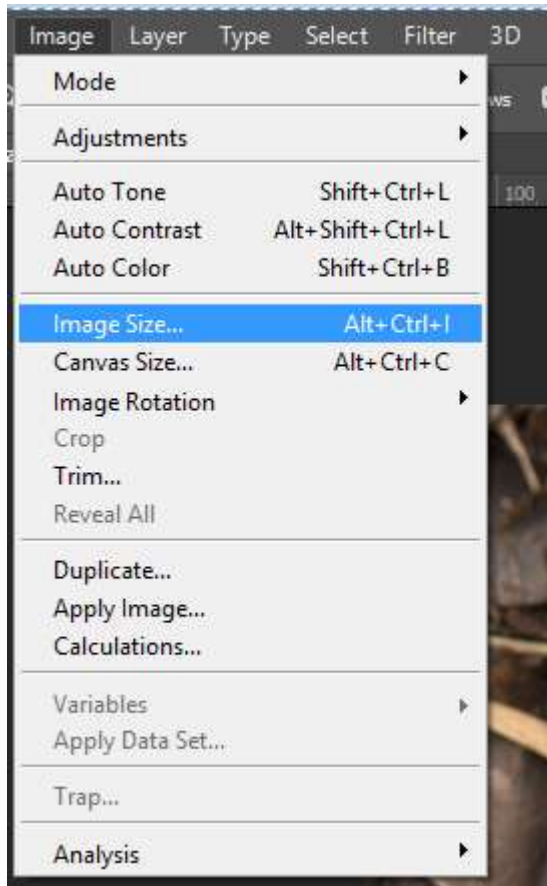 Image Layer Type Select Filter 3D
Mode
ws
Adjustments
Auto Tone Shift+Ctrl+L
100
Auto Contrast Alt+Shift+Ctrl+L
Auto Color Shift+Ctrl+B
Image Size... Alt+Ctrl+I
Canvas Size... Alt+Ctrl+C
Image Rotation
Crop
Trim...
Reveal All
Duplicate...
Apply Image...
Calculations...
Variables
Apply Data Set...
Trap...
Analysis